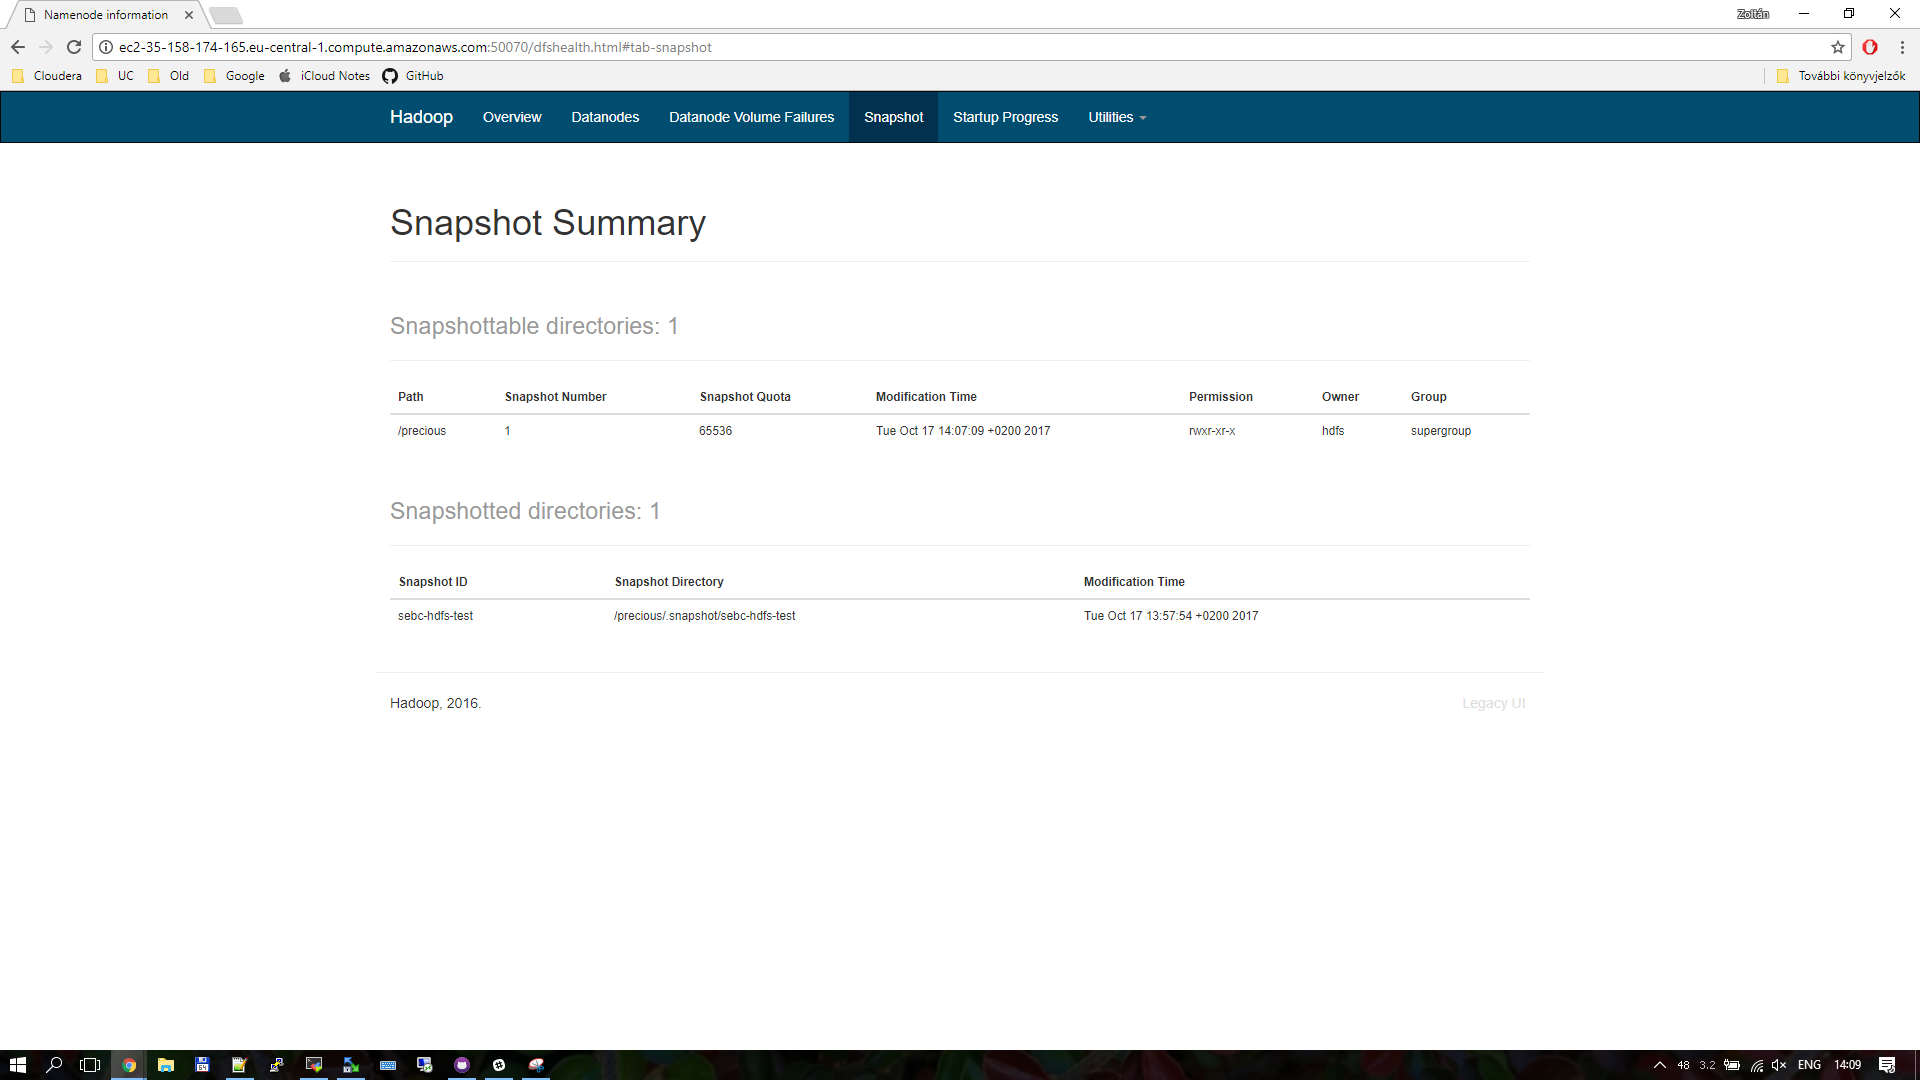 Namenode information
Zoltán
ec2-35-158-174-165.eu-central-1.compute.amazonaws.com:50070/dfshealth.html#tab-snapshot
Cloudera UC Old Google iCloud Notes GitHub További könyvjelzők
Hadoop Overview Datanodes Datanode Volume Failures Snapshot Startup Progress Utilities
Snapshot Summary
Snapshottable directories: 1
Path Snapshot Number Snapshot Quota Modification Time Permission Owner Group
/precious 1 65536 Tue Oct 17 14:07:09 +0200 2017 rwxr-xr-x hdfs supergroup
Snapshotted directories: 1
Snapshot ID Snapshot Directory Modification Time
sebc-hdfs-test /precious/.snapshot/sebc-hdfs-test Tue Oct 17 13:57:54 +0200 2017
Hadoop, 2016. Legacy UI
64 48 3.2 ENG 14:09